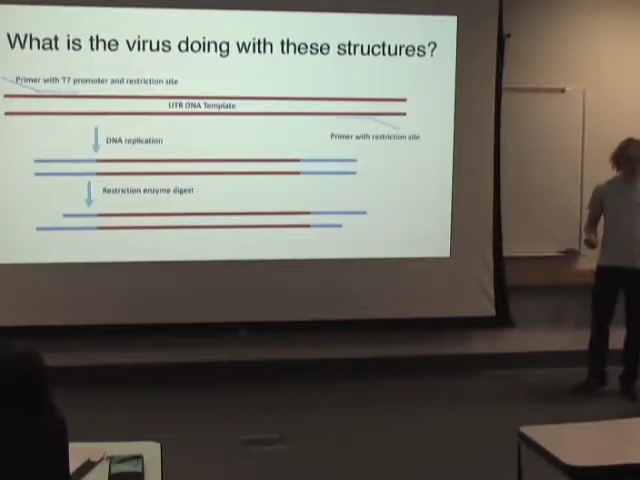 What is the virus doing with these structures?
Primer with T7 promoter and restriction site
UTR DNA Template
DNA replication
Primer with restriction site
Restriction enzyme digest